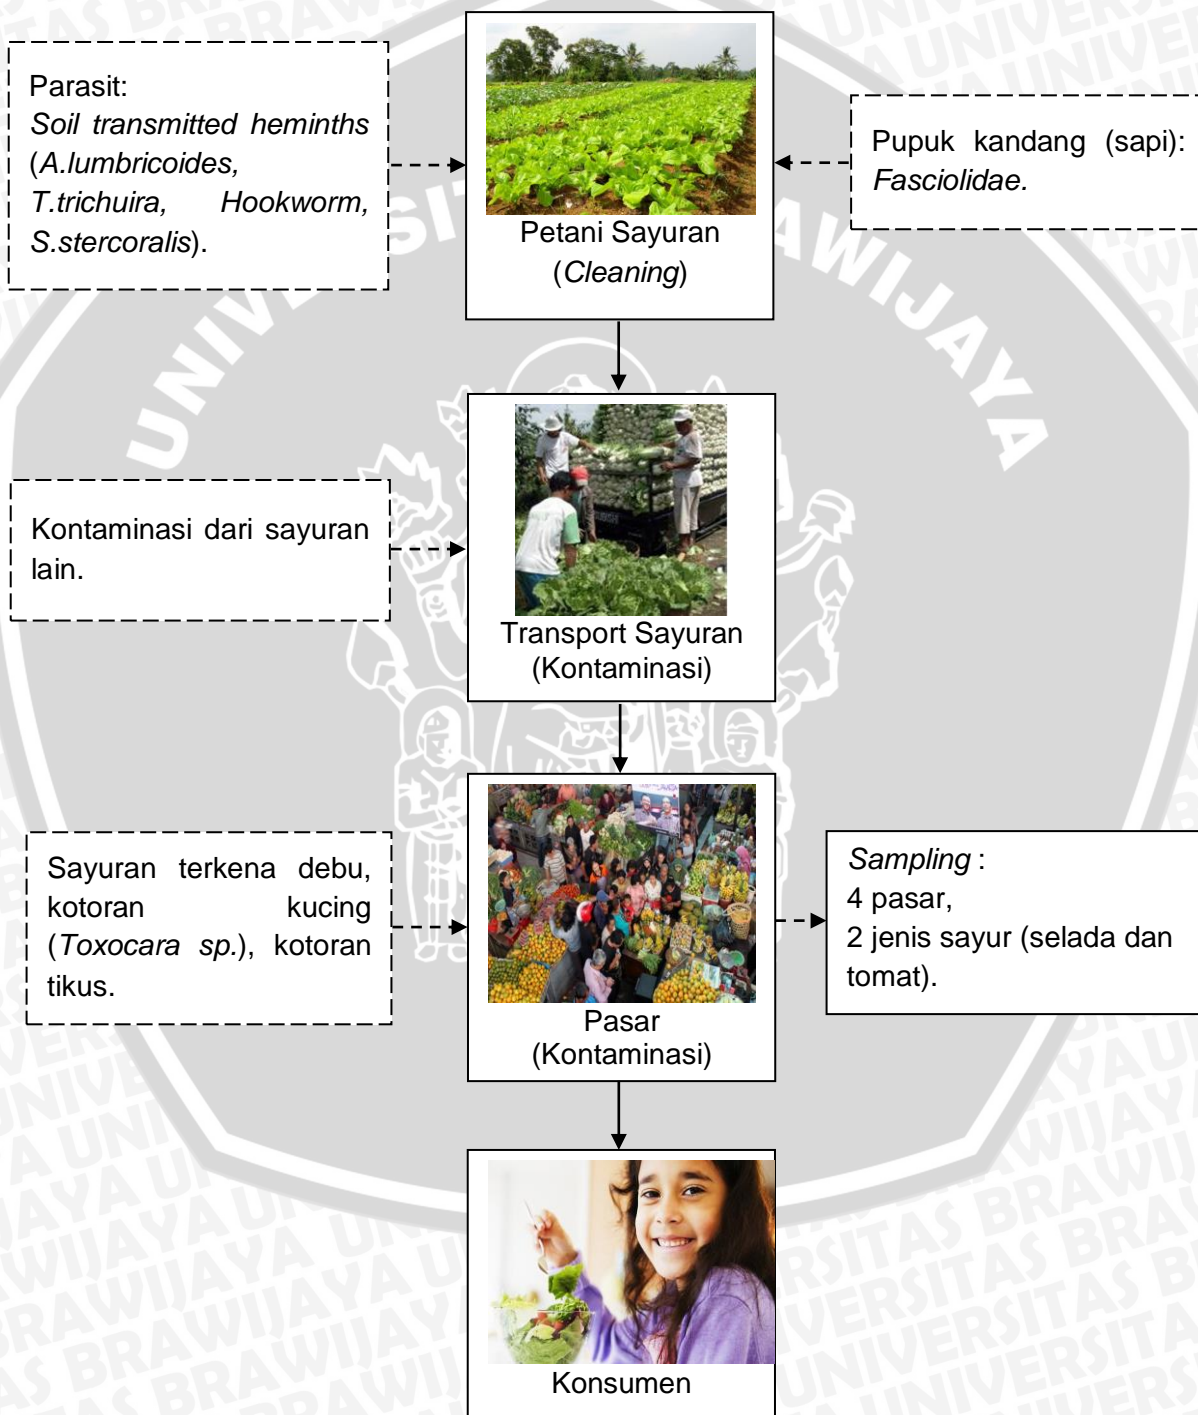 Parasit:
Soil transmitted heminths
(A.lumbricoides,
T.trichuira, Hookworm,
S.stercoralis).
Petani Sayuran
(Cleaning)
Pupuk kandang (sapi):
Fasciolidae.
Kontaminasi dari sayuran
lain.
Transport Sayuran
(Kontaminasi)
Sayuran terkena debu,
kotoran kucing
(Toxocara sp.), kotoran
tikus.
Pasar
(Kontaminasi)
Sampling :
4 pasar,
2 jenis sayur (selada dan
tomat).
Konsumen
UNIVERSITAS BRAWIJAYA